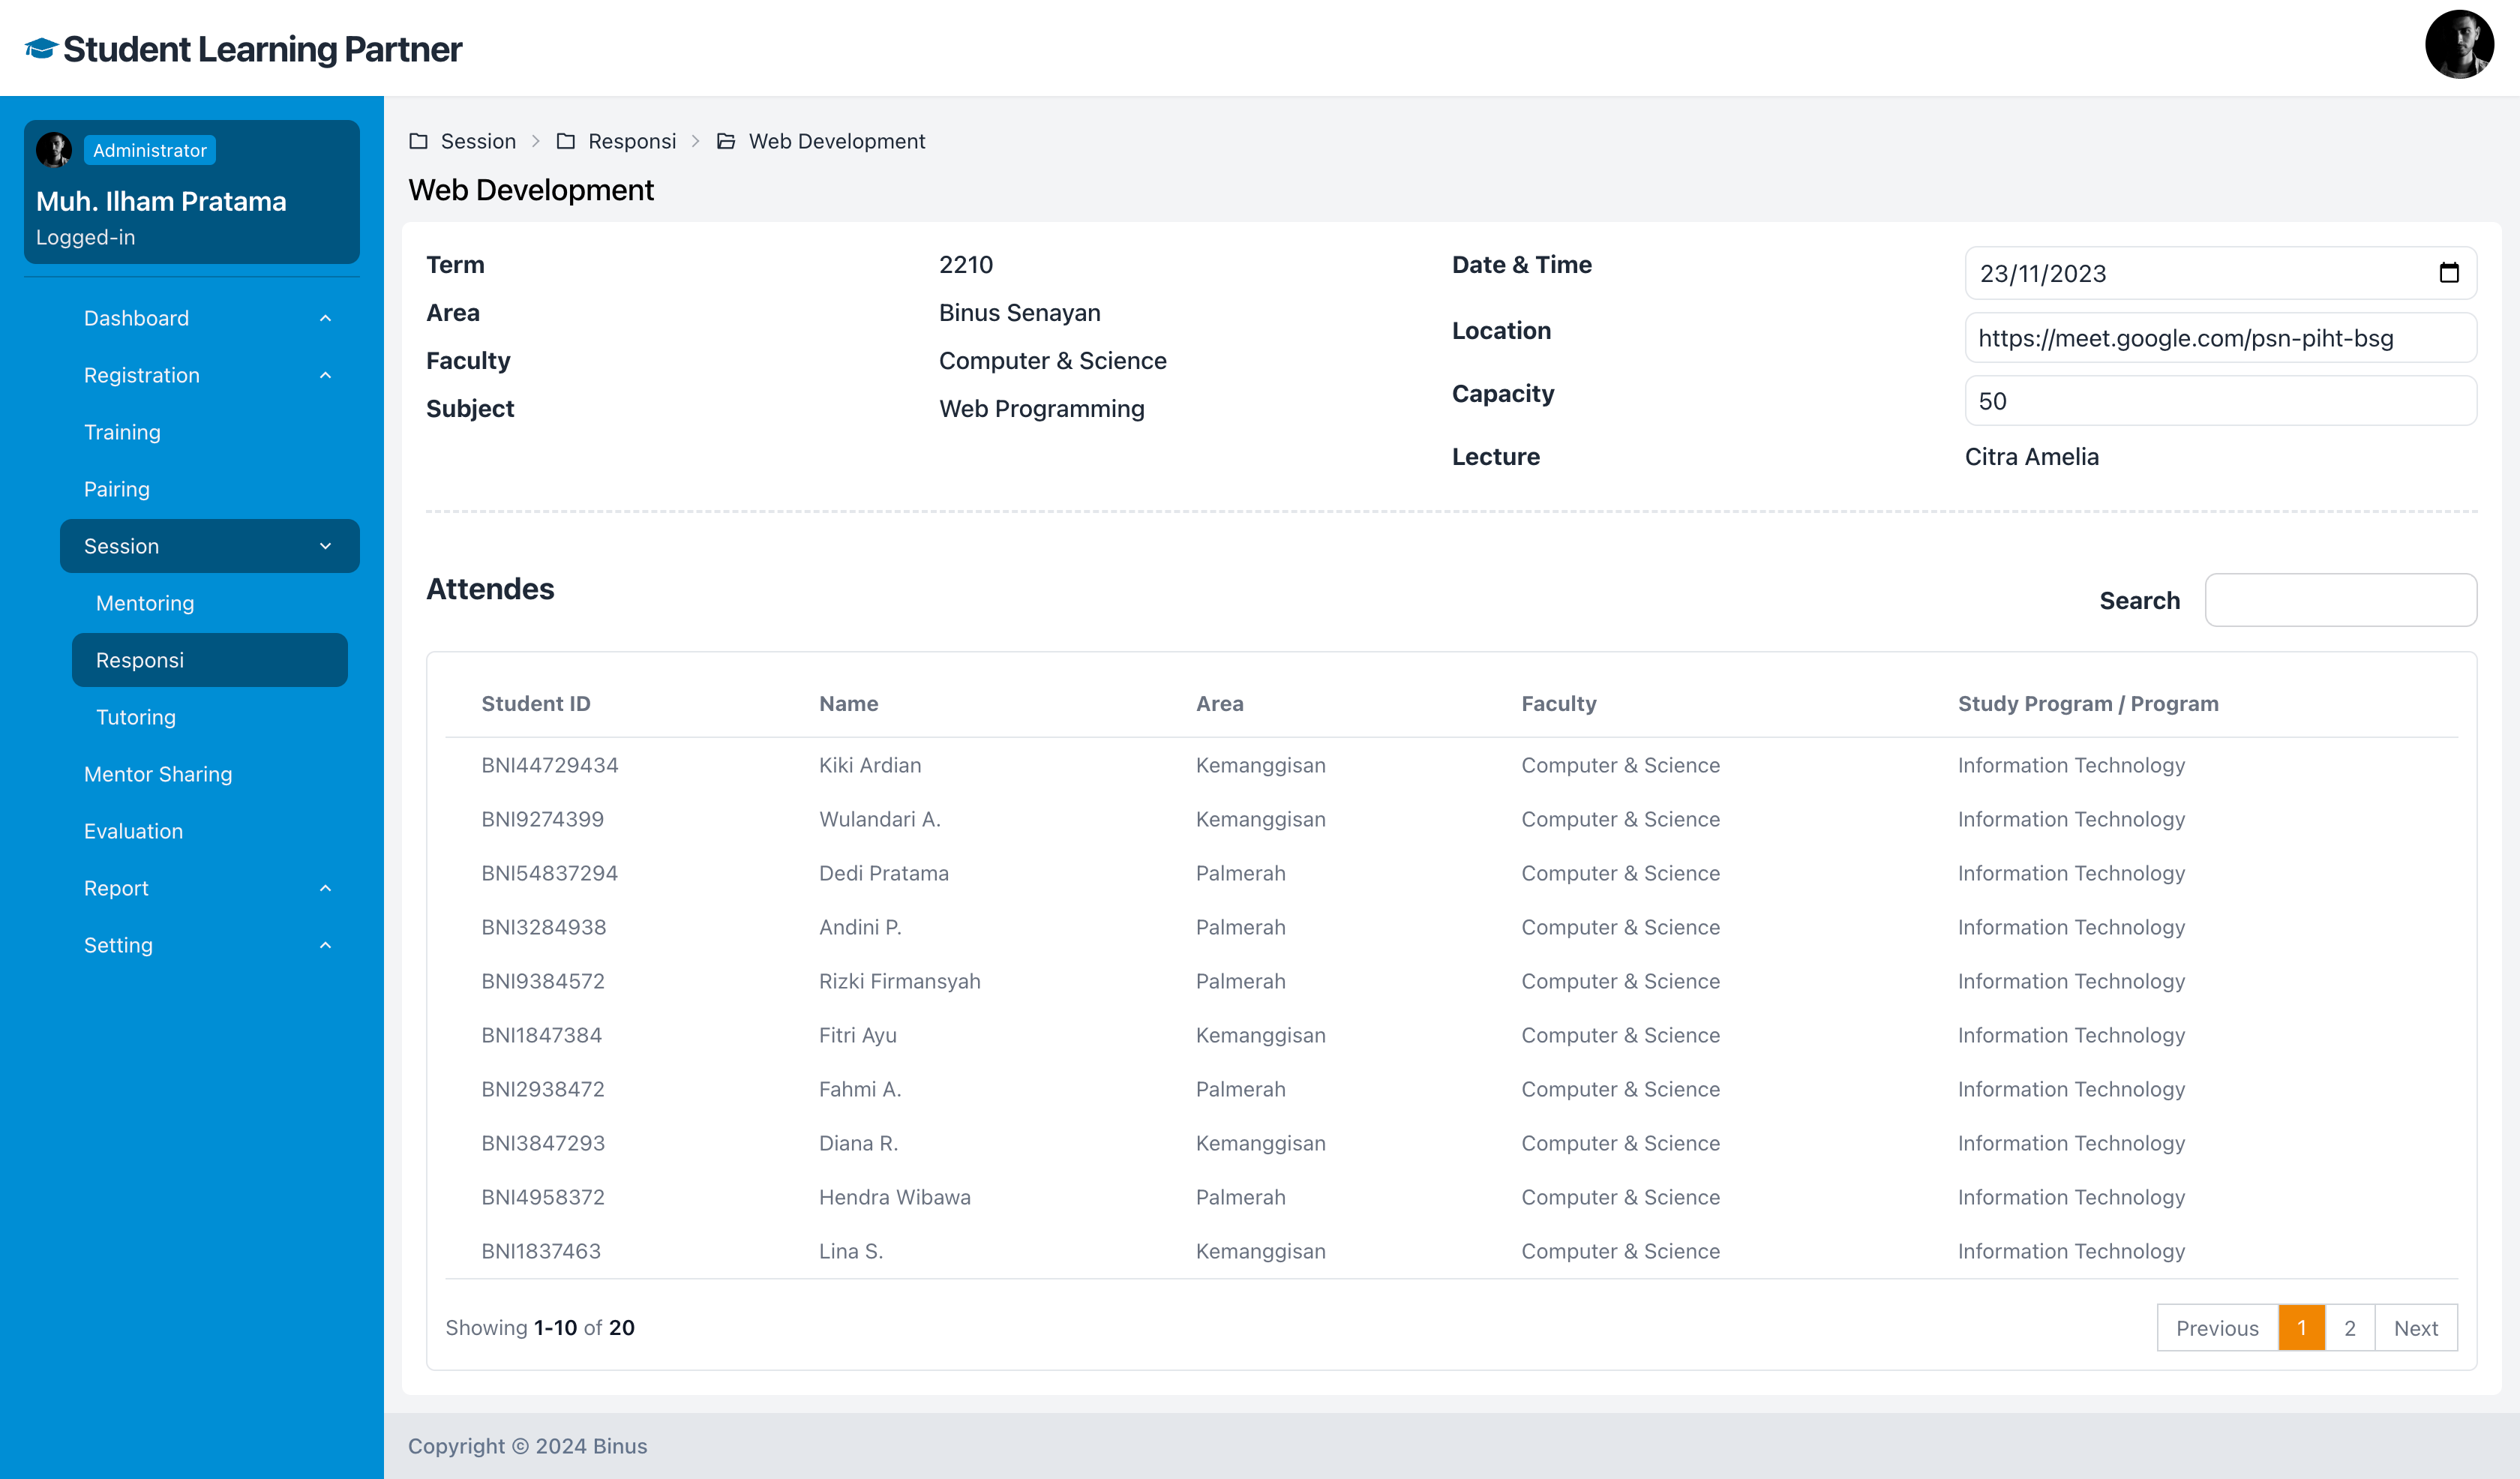 Student Learning Partner
Administrator
Muh. Ilham Pratama
Logged-in
Dashboard
Registration
Training
Pairing
Session
Mentoring
Responsi
Tutoring
Mentor Sharing
Evaluation
Report
Setting
Session > Responsi > Web Development
Web Development
Term 2210
Area Binus Senayan
Faculty Computer & Science
Subject Web Programming
Date & Time 23/11/2023
Location https://meet.google.com/psn-piht-bsg
Capacity 50
Lecture Citra Amelia
Attendes
Search
Student ID Name Area Faculty Study Program / Program
BNI44729434 Kiki Ardian Kemanggisan Computer & Science Information Technology
BNI9274399 Wulandari A. Kemanggisan Computer & Science Information Technology
BNI54837294 Dedi Pratama Palmerah Computer & Science Information Technology
BNI3284938 Andini P. Palmerah Computer & Science Information Technology
BNI9384572 Rizki Firmansyah Palmerah Computer & Science Information Technology
BNI1847384 Fitri Ayu Kemanggisan Computer & Science Information Technology
BNI2938472 Fahmi A. Palmerah Computer & Science Information Technology
BNI3847293 Diana R. Kemanggisan Computer & Science Information Technology
BNI4958372 Hendra Wibawa Palmerah Computer & Science Information Technology
BNI1837463 Lina S. Kemanggisan Computer & Science Information Technology
Showing 1-10 of 20
Previous 1 2 Next
Copyright © 2024 Binus